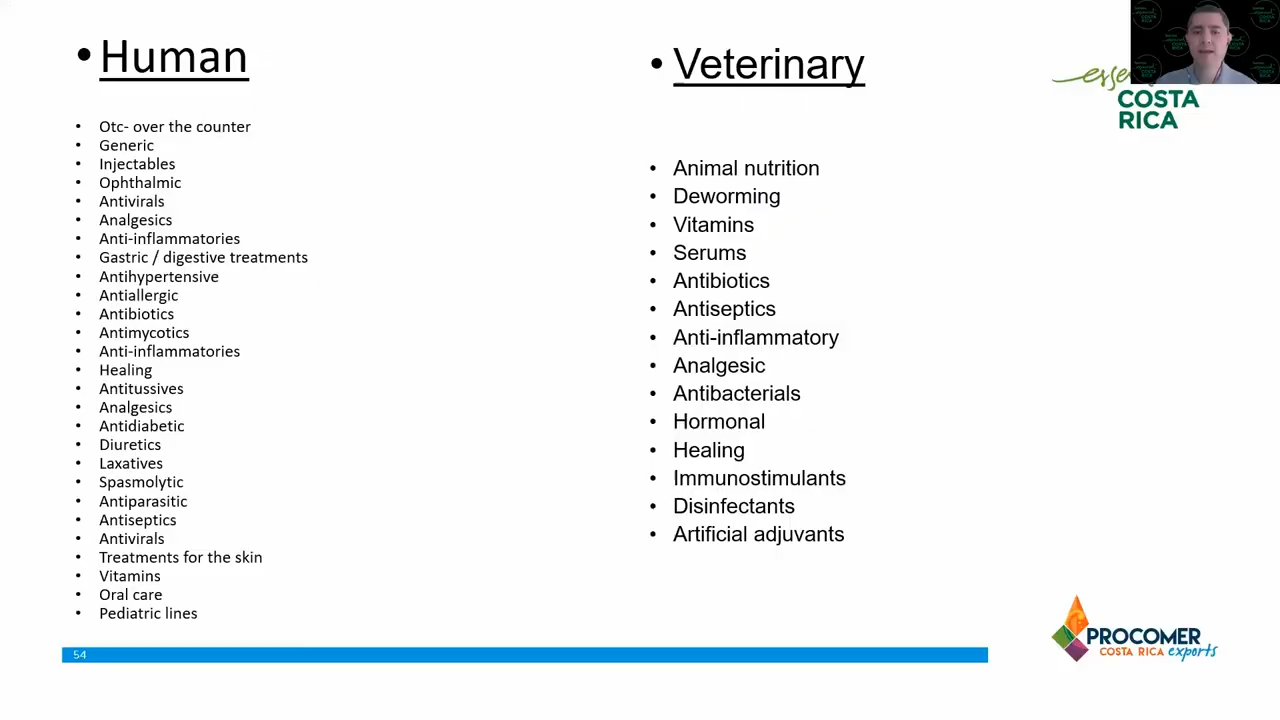 • Human
• Otc- over the counter
• Generic
• Injectables
• Ophthalmic
• Antivirals
• Analgesics
• Anti-inflammatories
• Gastric / digestive treatments
• Antihypertensive
• Antiallergic
• Antibiotics
• Antimycotics
• Anti-inflammatories
• Healing
• Antitussives
• Analgesics
• Antidiabetic
• Diuretics
• Laxatives
• Spasmolytic
• Antiparasitic
• Antiseptics
• Antivirals
• Treatments for the skin
• Vitamins
• Oral care
• Pediatric lines
• Veterinary
• Animal nutrition
• Deworming
• Vitamins
• Serums
• Antibiotics
• Antiseptics
• Anti-inflammatory
• Analgesic
• Antibacterials
• Hormonal
• Healing
• Immunostimulants
• Disinfectants
• Artificial adjuvants
COSTA
RICA
54
PROCOMER
COSTA RICA exports